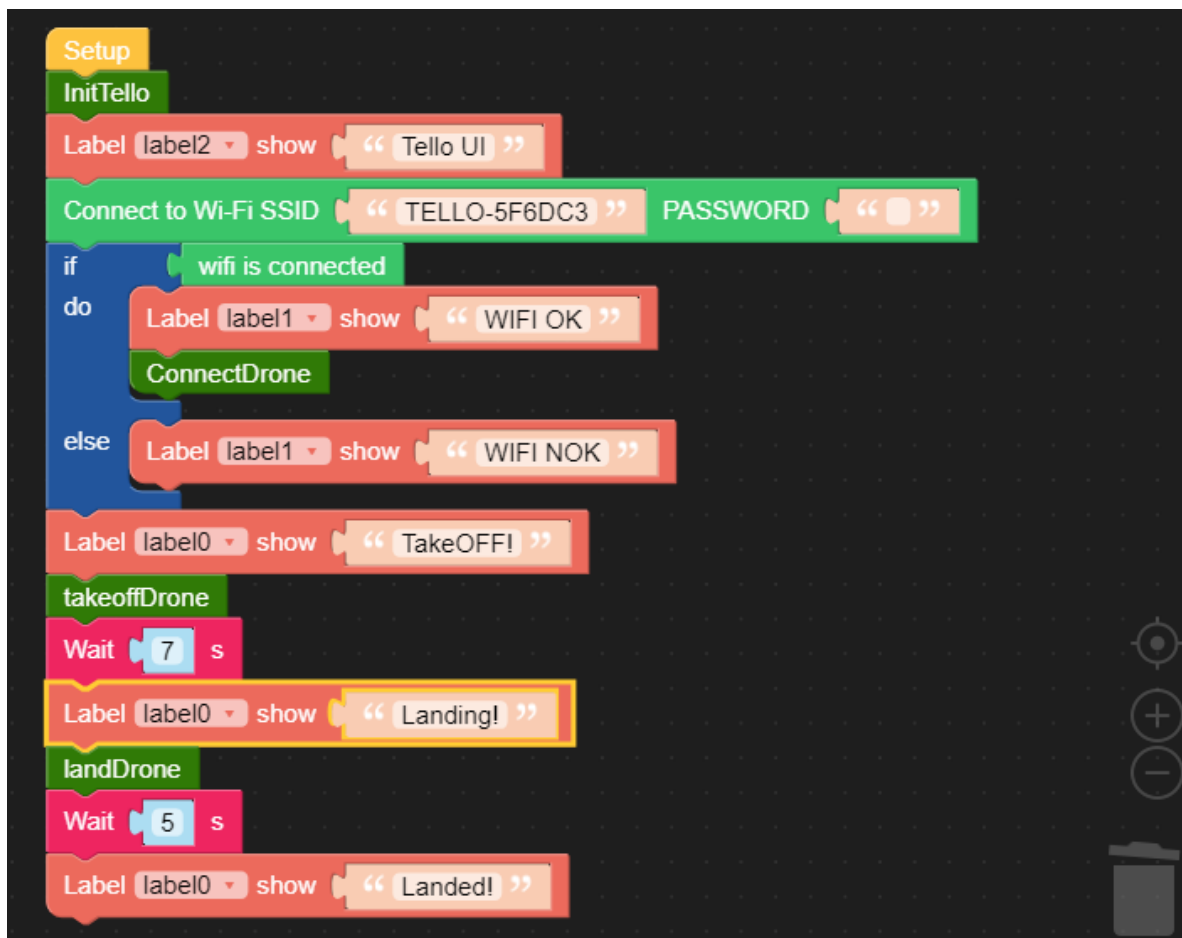 Setup
InitTello
Label label2 show “ Tello UI ”
Connect to Wi-Fi SSID “ TELLO-5F6DC3 ” PASSWORD “ ”
if wifi is connected
do Label label1 show “ WIFI OK ”
ConnectDrone
else Label label1 show “ WIFI NOK ”
Label label0 show “ TakeOFF! ”
takeoffDrone
Wait 7 s
Label label0 show “ Landing! ”
landDrone
Wait 5 s
Label label0 show “ Landed! ”